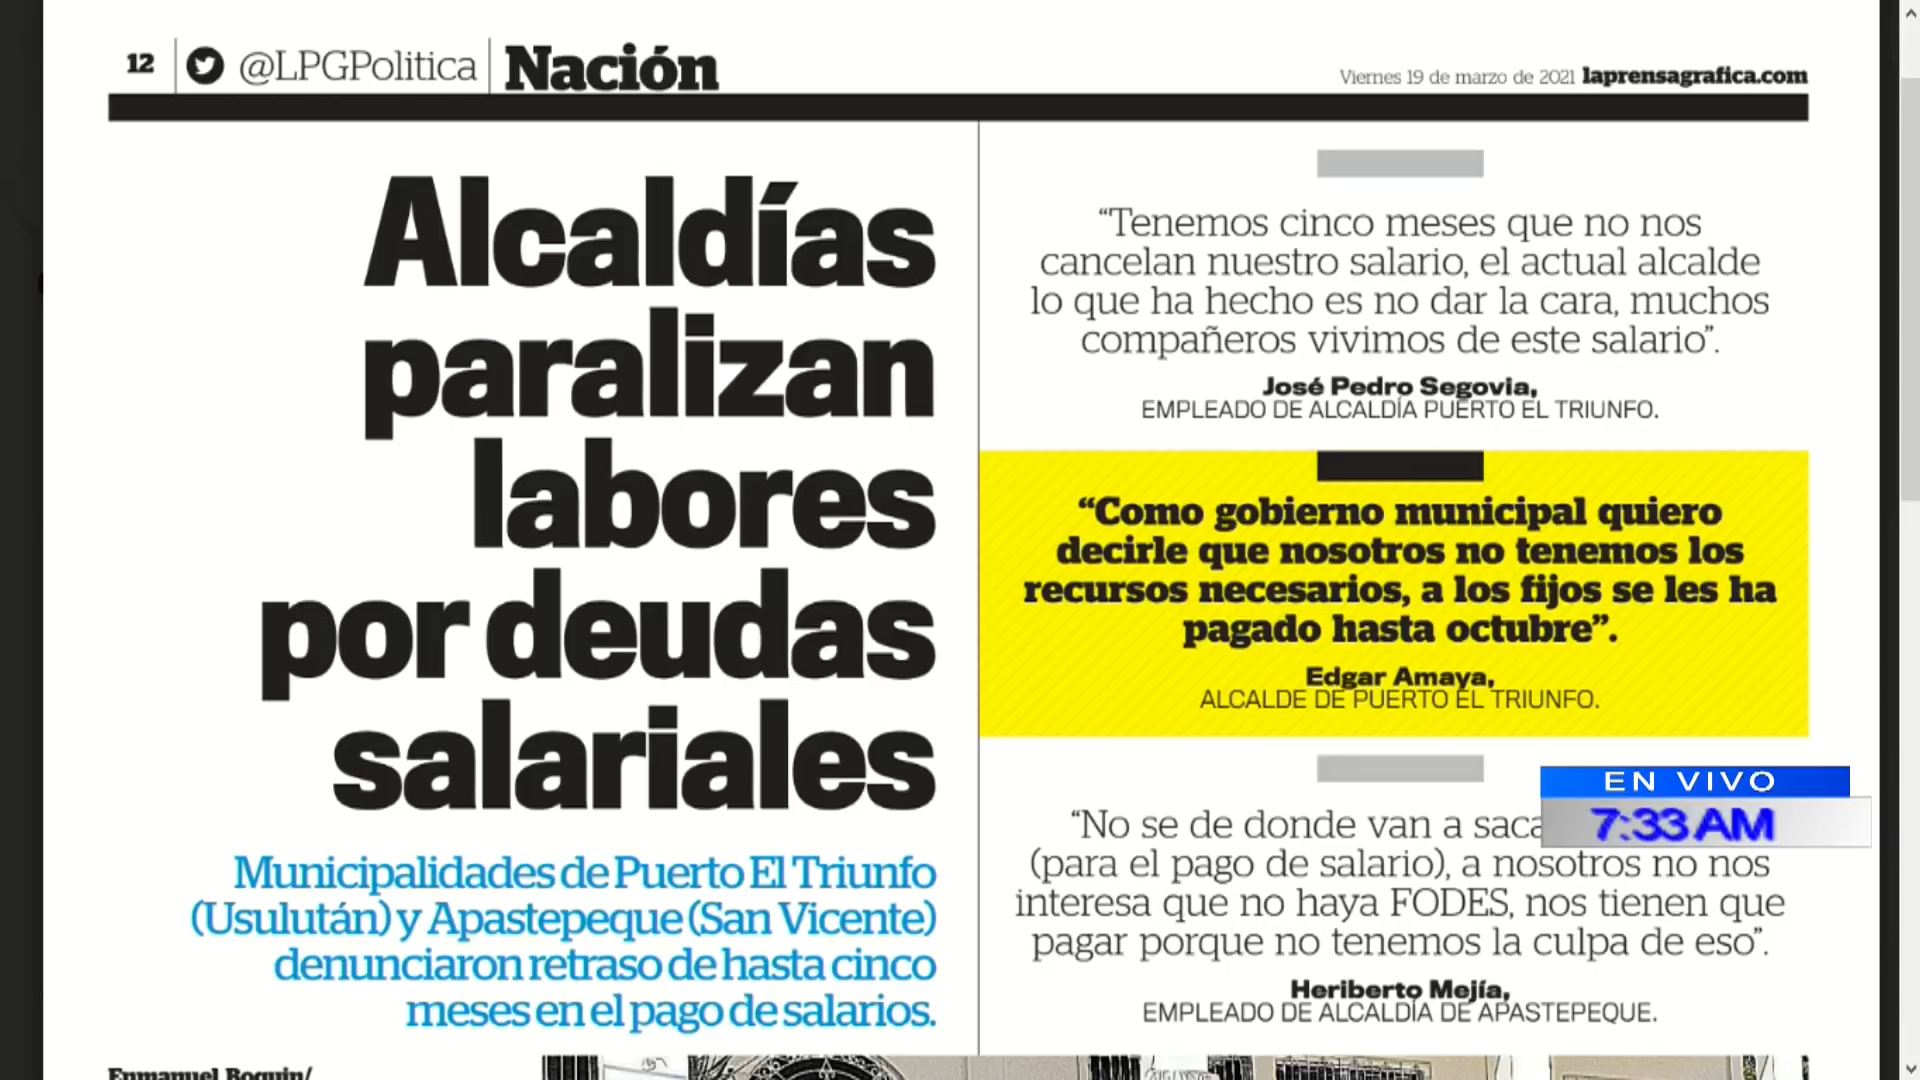 12 @LPGPolitica Nación
Viernes 19 de marzo de 2021 laprensagrafica.com
Alcaldías
paralizan
labores
por deudas
salariales
Municipalidades de Puerto El Triunfo
(Usulután) y Apastepeque (San Vicente)
denunciaron retraso de hasta cinco
meses en el pago de salarios.
Enmanuel Boquin/
“Tenemos cinco meses que no nos
cancelan nuestro salario, el actual alcalde
lo que ha hecho es no dar la cara, muchos
compañeros vivimos de este salario”.
José Pedro Segovia,
EMPLEADO DE ALCALDÍA PUERTO EL TRIUNFO.
“Como gobierno municipal quiero
decirle que nosotros no tenemos los
recursos necesarios, a los fijos se les ha
pagado hasta octubre”.
Edgar Amaya,
ALCALDE DE PUERTO EL TRIUNFO.
“No se de donde van a
(para el pago de salario), a nosotros no nos
interesa que no haya FODES, nos tienen que
pagar porque no tenemos la culpa de eso”.
Heriberto Mejía,
EMPLEADO DE ALCALDÍA DE APASTEPEQUE.
EN VIVO
7:33 AM